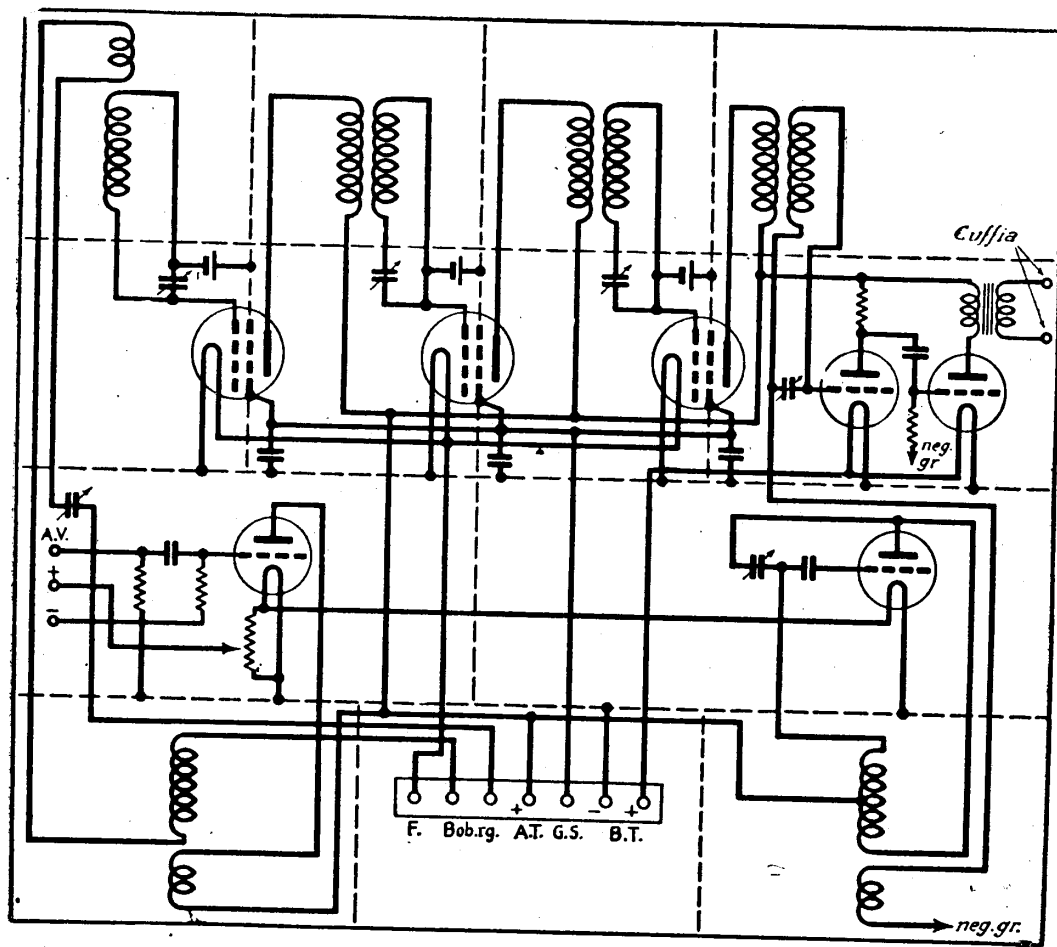 Cuffia
neg.
gr
A.V.
+
−
+ − +
F. Bob.rg. A.T. G.S. B.T.
neg.gr.